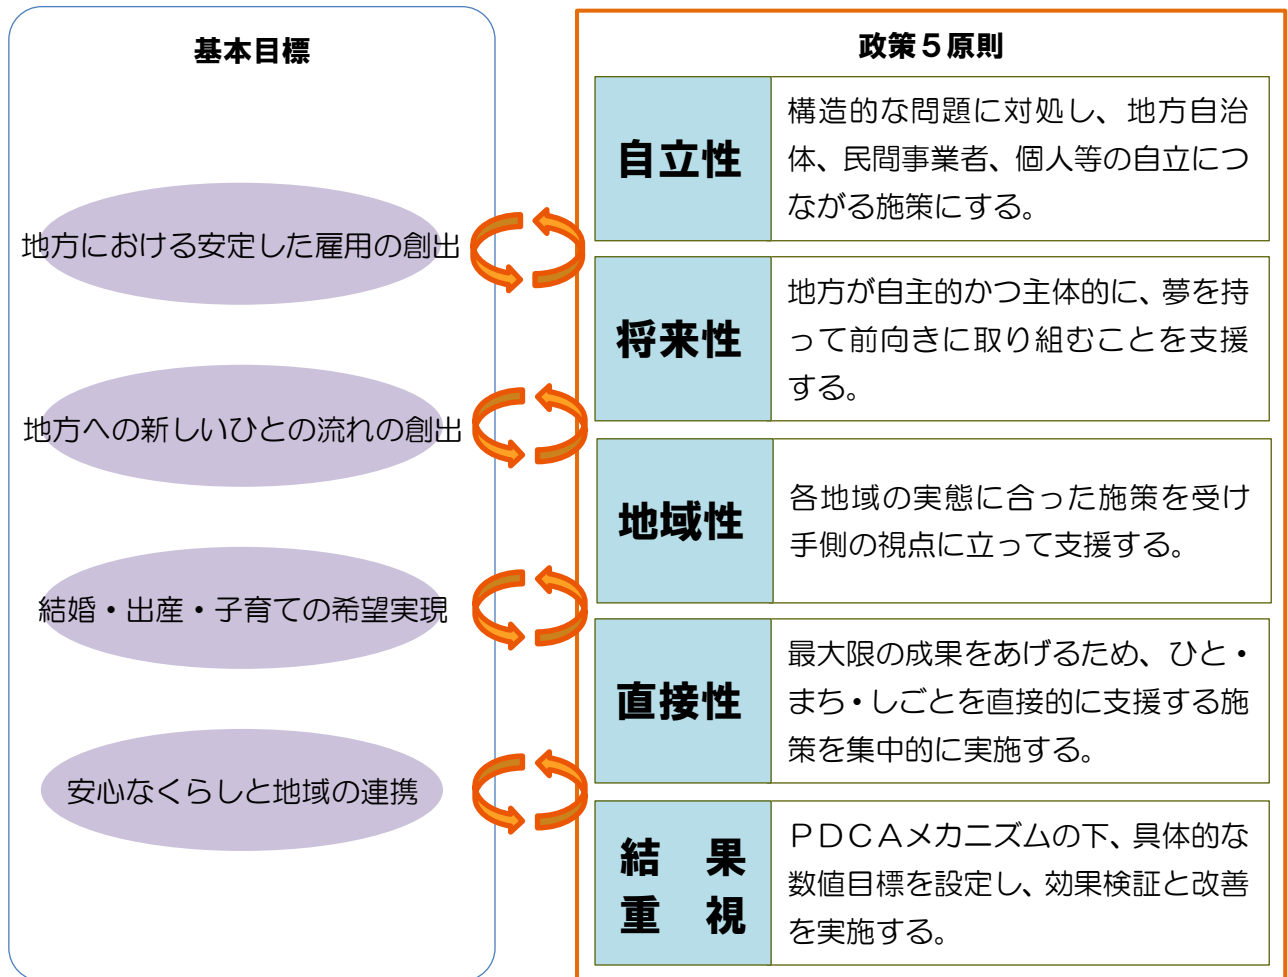 基本目標
地方における安定した雇用の創出
地方への新しいひとの流れの創出
結婚・出産・子育ての希望実現
安心なくらしと地域の連携
政策５原則
自立性
構造的な問題に対処し、地方自治
体、民間事業者、個人等の自立につ
ながる施策にする。
将来性
地方が自主的かつ主体的に、夢を持
って前向きに取り組むことを支援
する。
地域性
各地域の実態に合った施策を受け
手側の視点に立って支援する。
直接性
最大限の成果をあげるため、ひと・
まち・しごとを直接的に支援する施
策を集中的に実施する。
結　果
重　視
ＰＤＣＡメカニズムの下、具体的な
数値目標を設定し、効果検証と改善
を実施する。